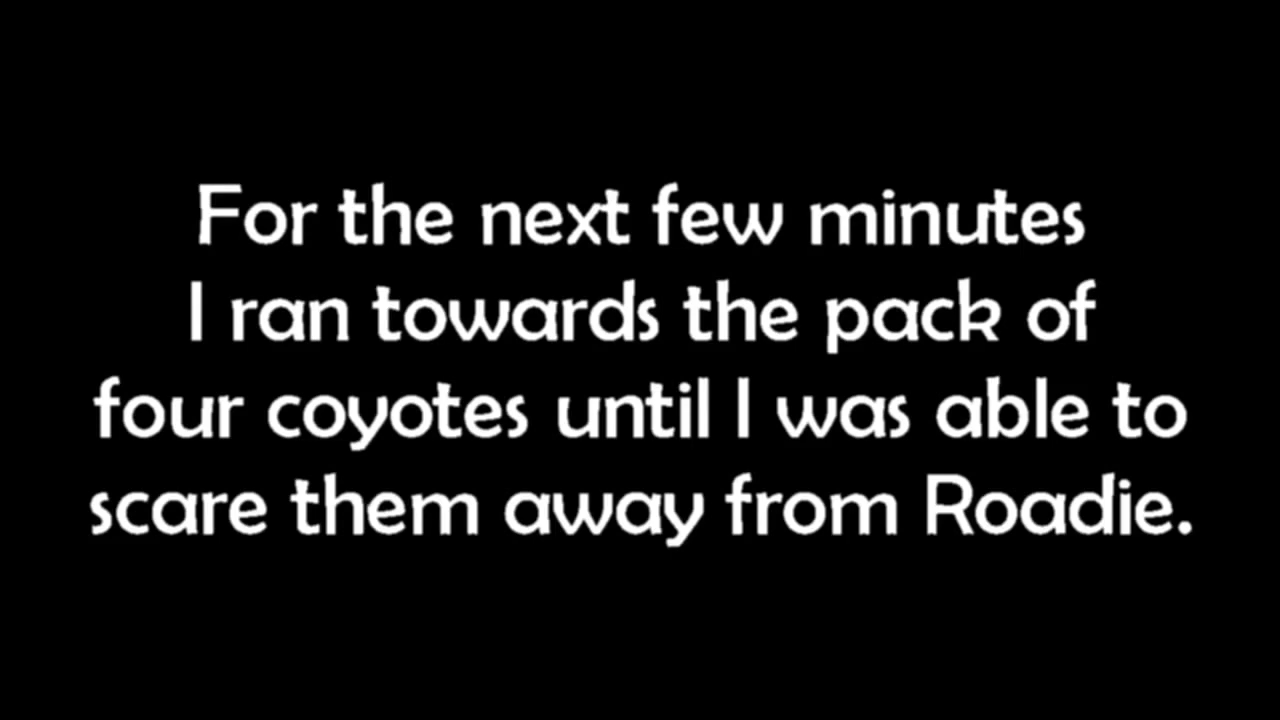 For the next few minutes
I ran towards the pack of
four coyotes until I was able to
scare them away from Roadie.